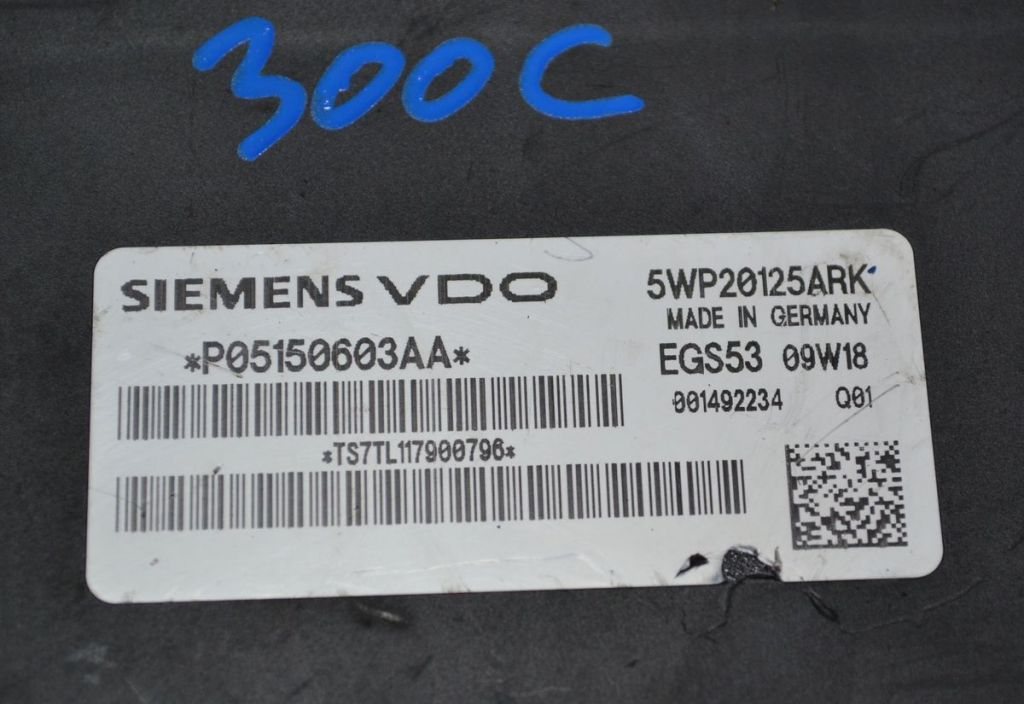 300C
SIEMENS VDO
5WP20125ARK
MADE IN GERMANY
*P05150603AA*
EGS53 09W18
001492234 Q01
*TS7TL117900796*